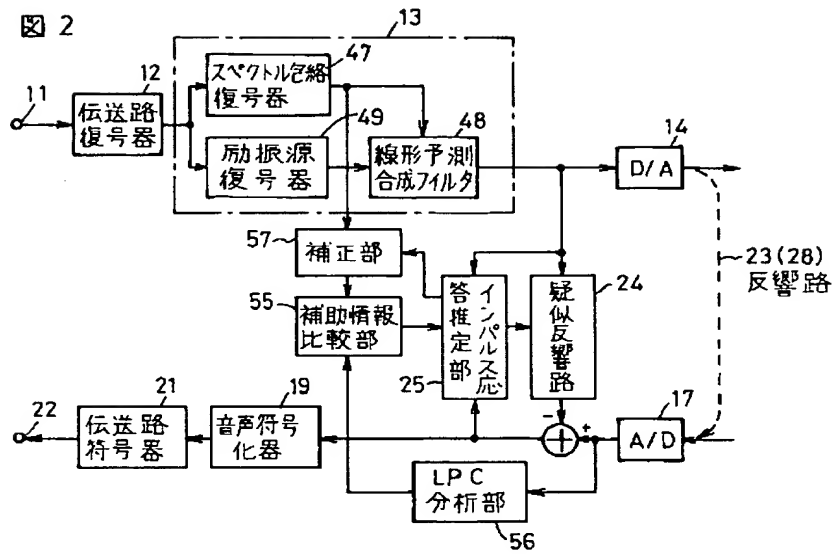 図 2
13
47
スペクトル包絡
復号器
11
12
伝送路
復号器
49
励振源
復号器
48
線形予測
合成フィルタ
14
D/A
57
補正部
23(28)
反響路
55
補助情報
比較部
インパルス応
答推定部
25
疑似反響路
24
21
22
伝送路
符号器
19
音声符号
化器
-
+
17
A/D
LPC
分析部
56